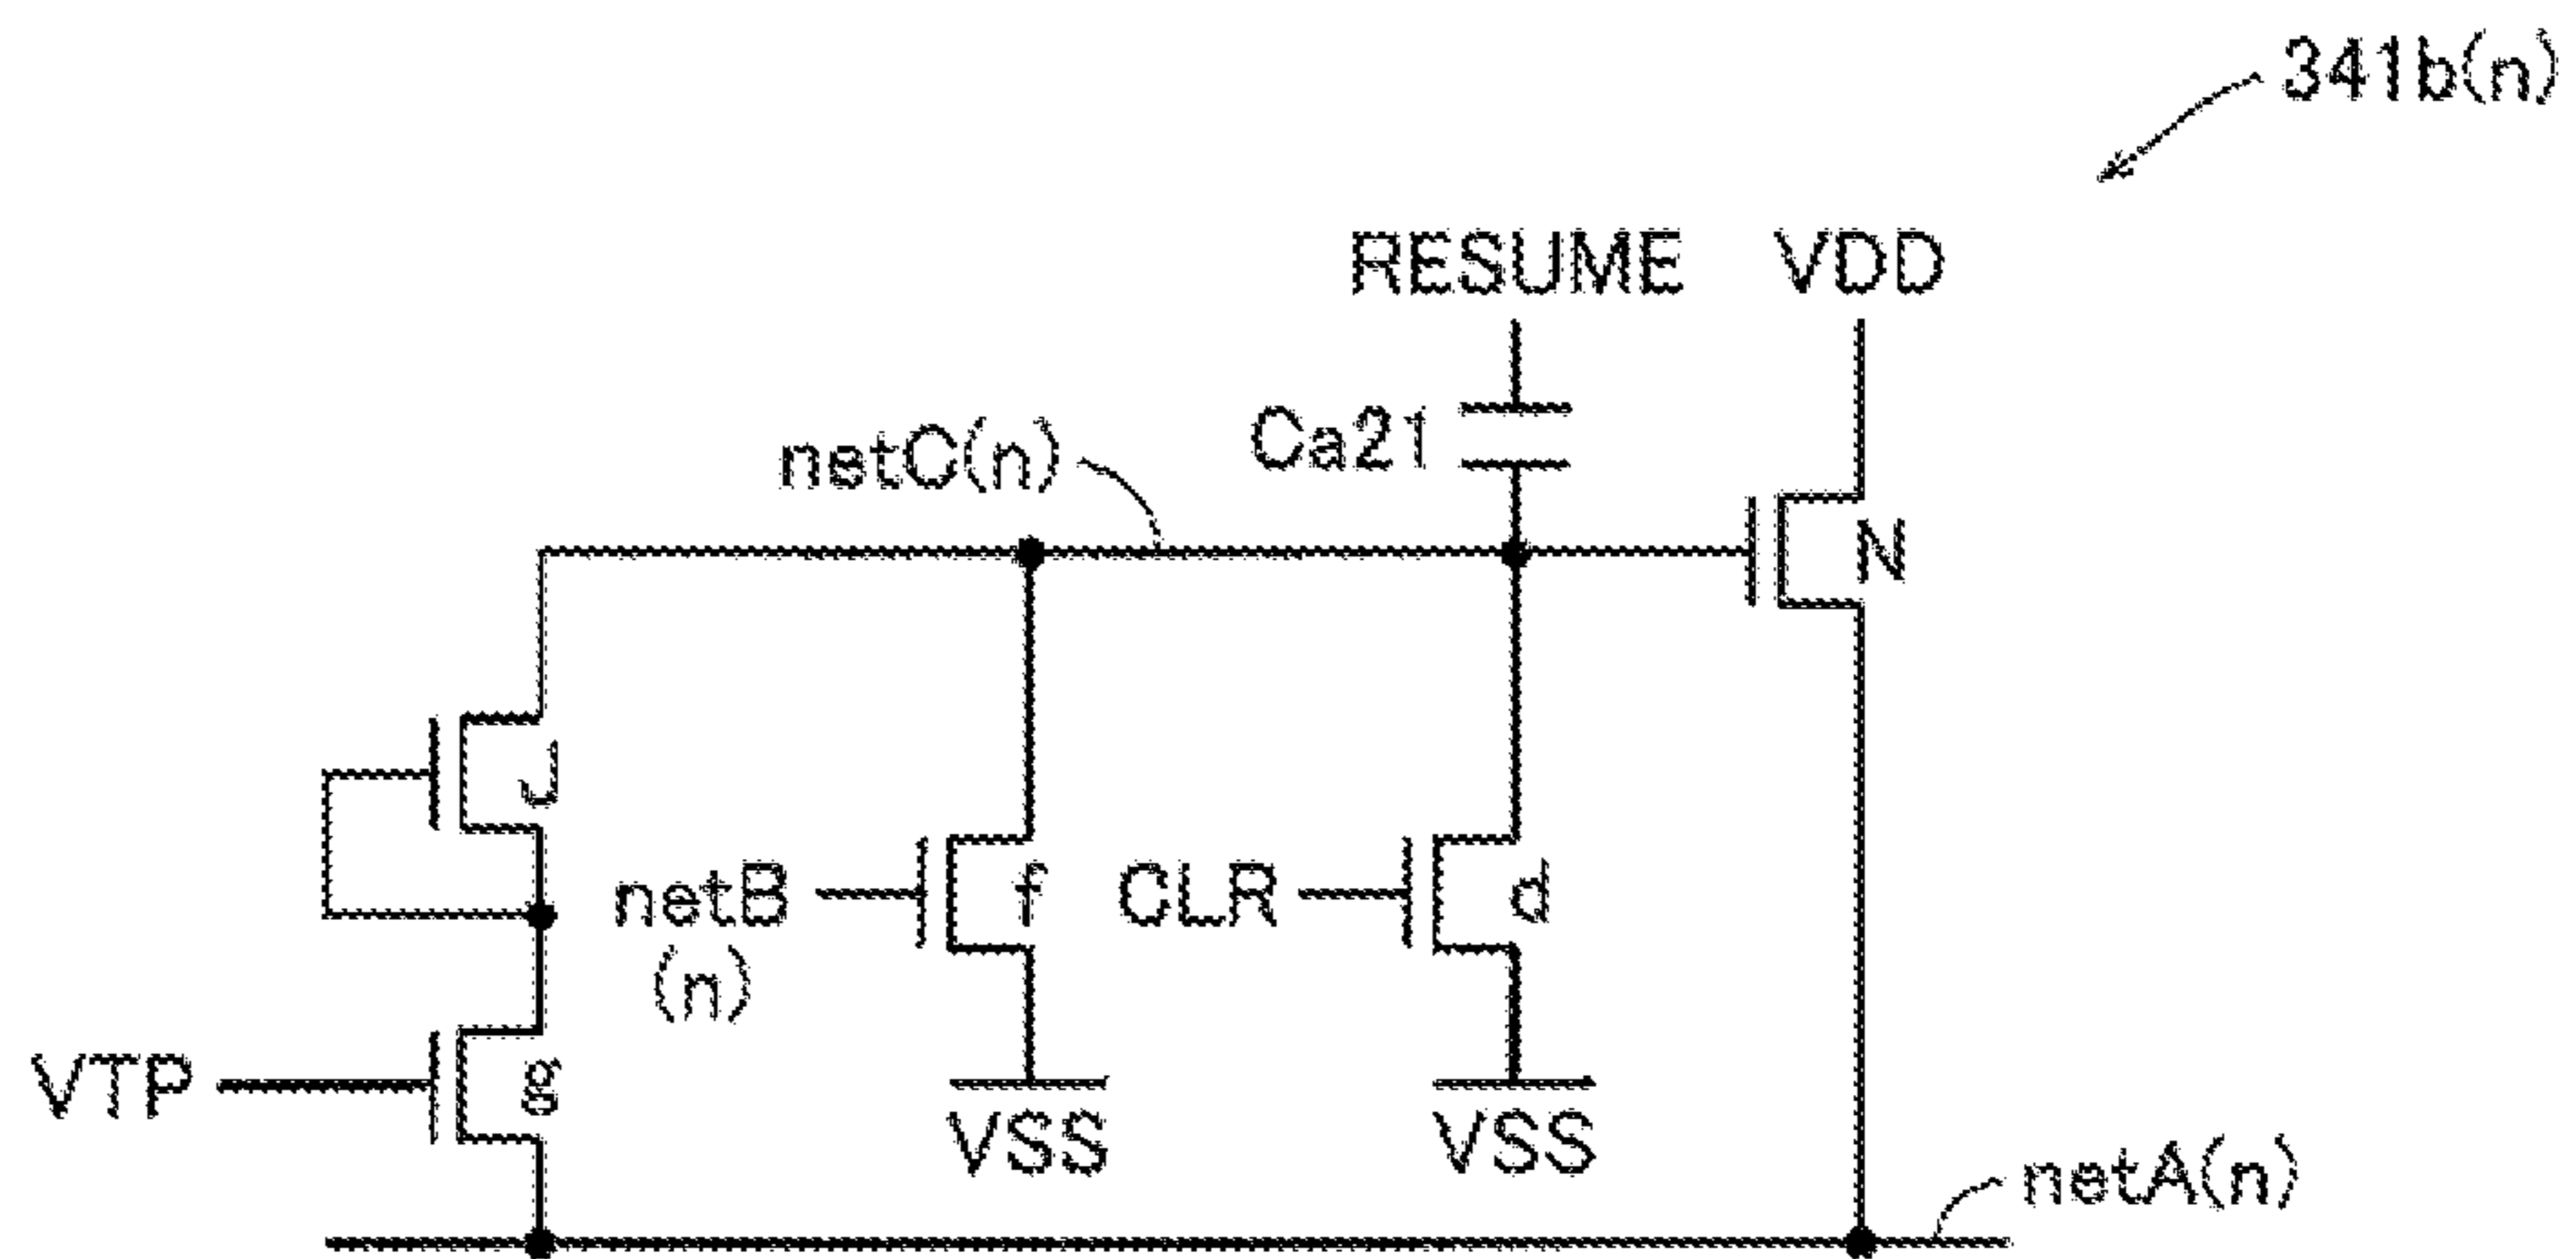 341b(n)
RESUME VDD
Ca21
netC(n)
N
J
netB
(n)
f
CLR
d
VTP
g
VSS
VSS
netA(n)